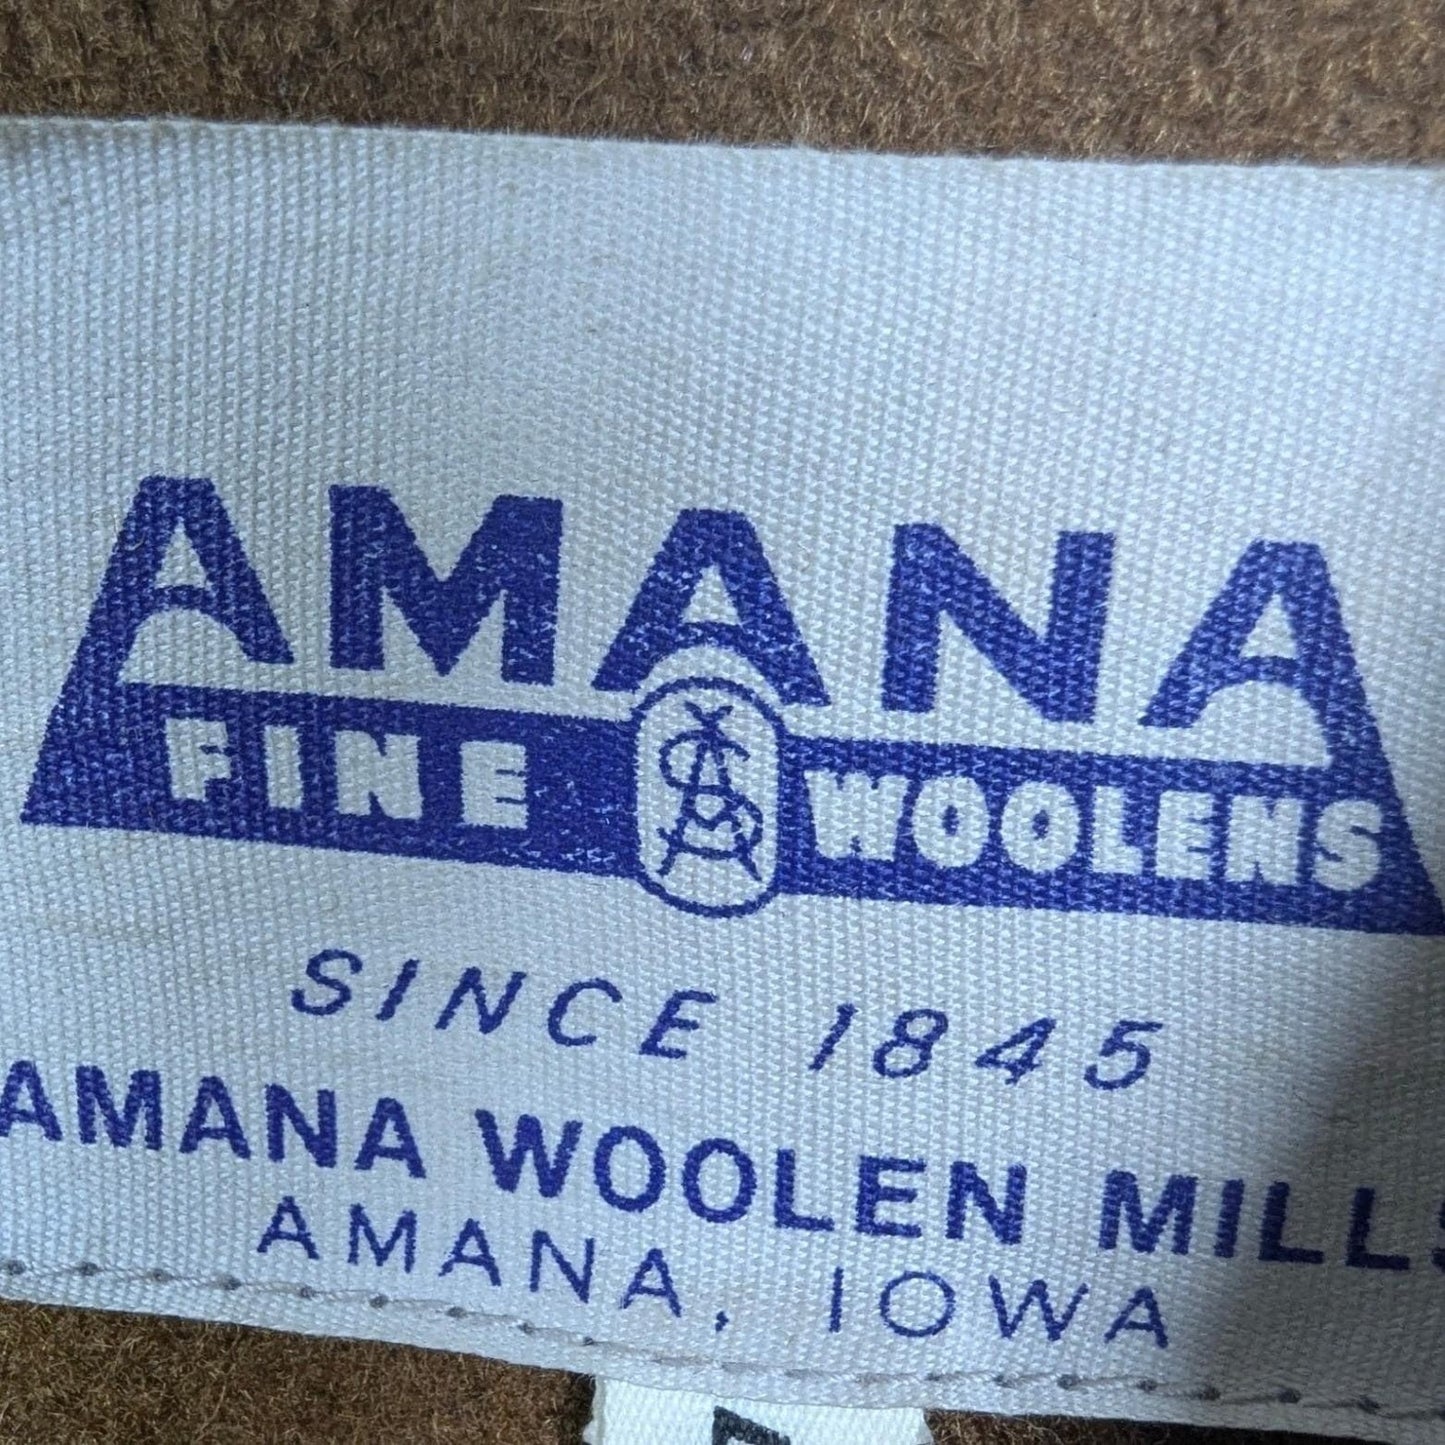 AMANA
FINE WOOLENS
SINCE 1845
AMANA WOOLEN MILLS
AMANA, IOWA